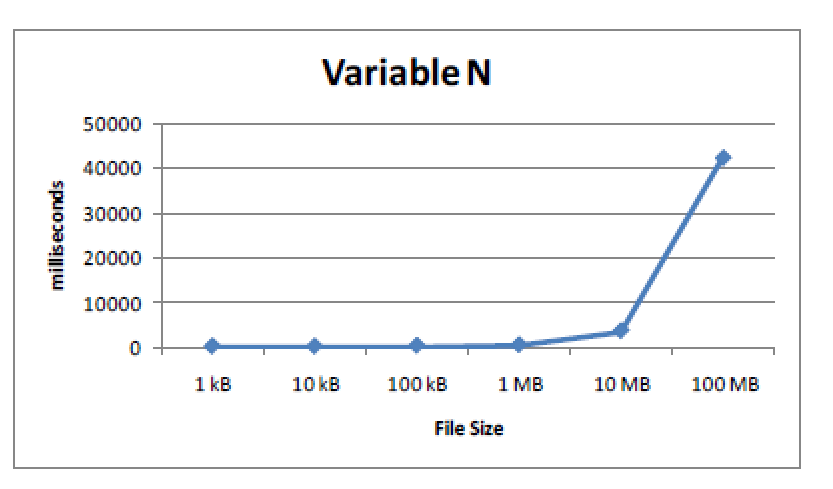 Variable N
50000
40000
30000
20000
10000
0
milliseconds
1 kB 10 kB 100 kB 1 MB 10 MB 100 MB
File Size